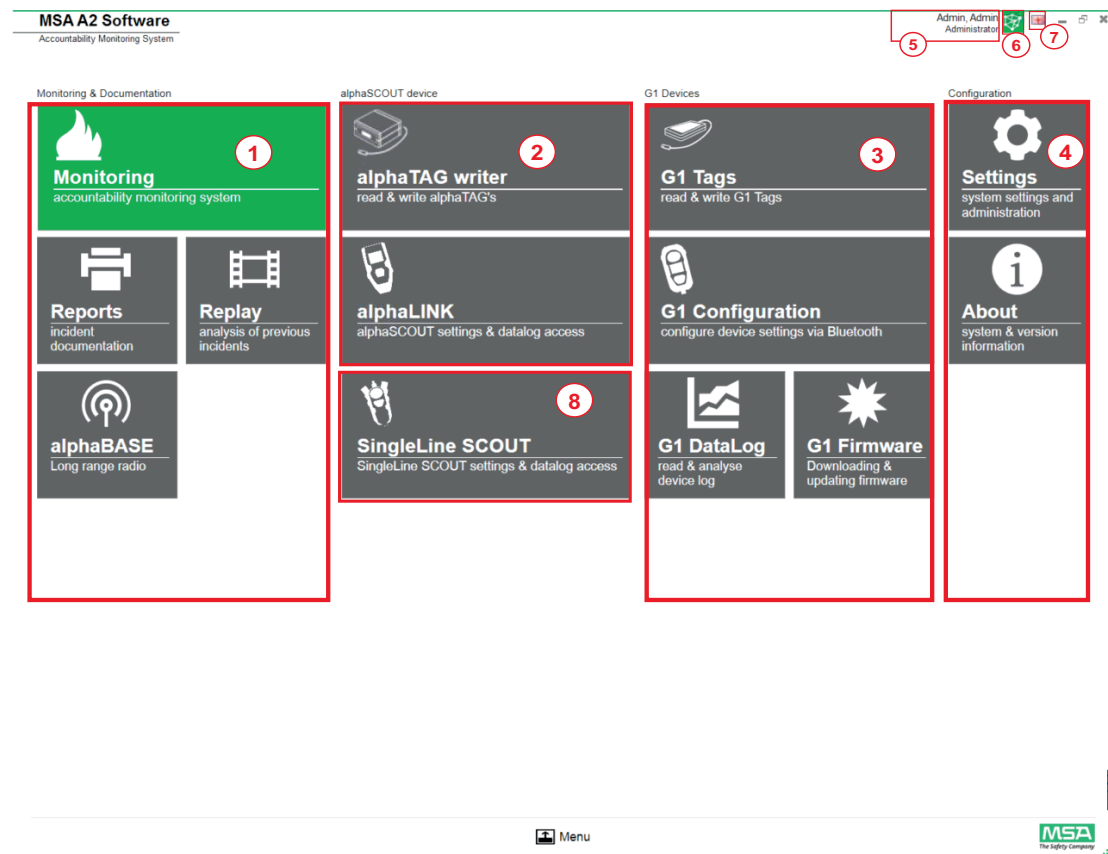 MSA A2 Software
Accountability Monitoring System
Admin, Admin
Administrator
5
6
7
Monitoring & Documentation
alphaSCOUT device
G1 Devices
Configuration
1
Monitoring
accountability monitoring system
2
alphaTAG writer
read & write alphaTAG's
3
G1 Tags
read & write G1 Tags
4
Settings
system settings and
administration
Reports
incident
documentation
Replay
analysis of previous
incidents
alphaLINK
alphaSCOUT settings & datalog access
G1 Configuration
configure device settings via Bluetooth
About
system & version
information
alphaBASE
Long range radio
8
SingleLine SCOUT
SingleLine SCOUT settings & datalog access
G1 DataLog
read & analyse
device log
G1 Firmware
Downloading &
updating firmware
Menu
MSA
The Safety Company